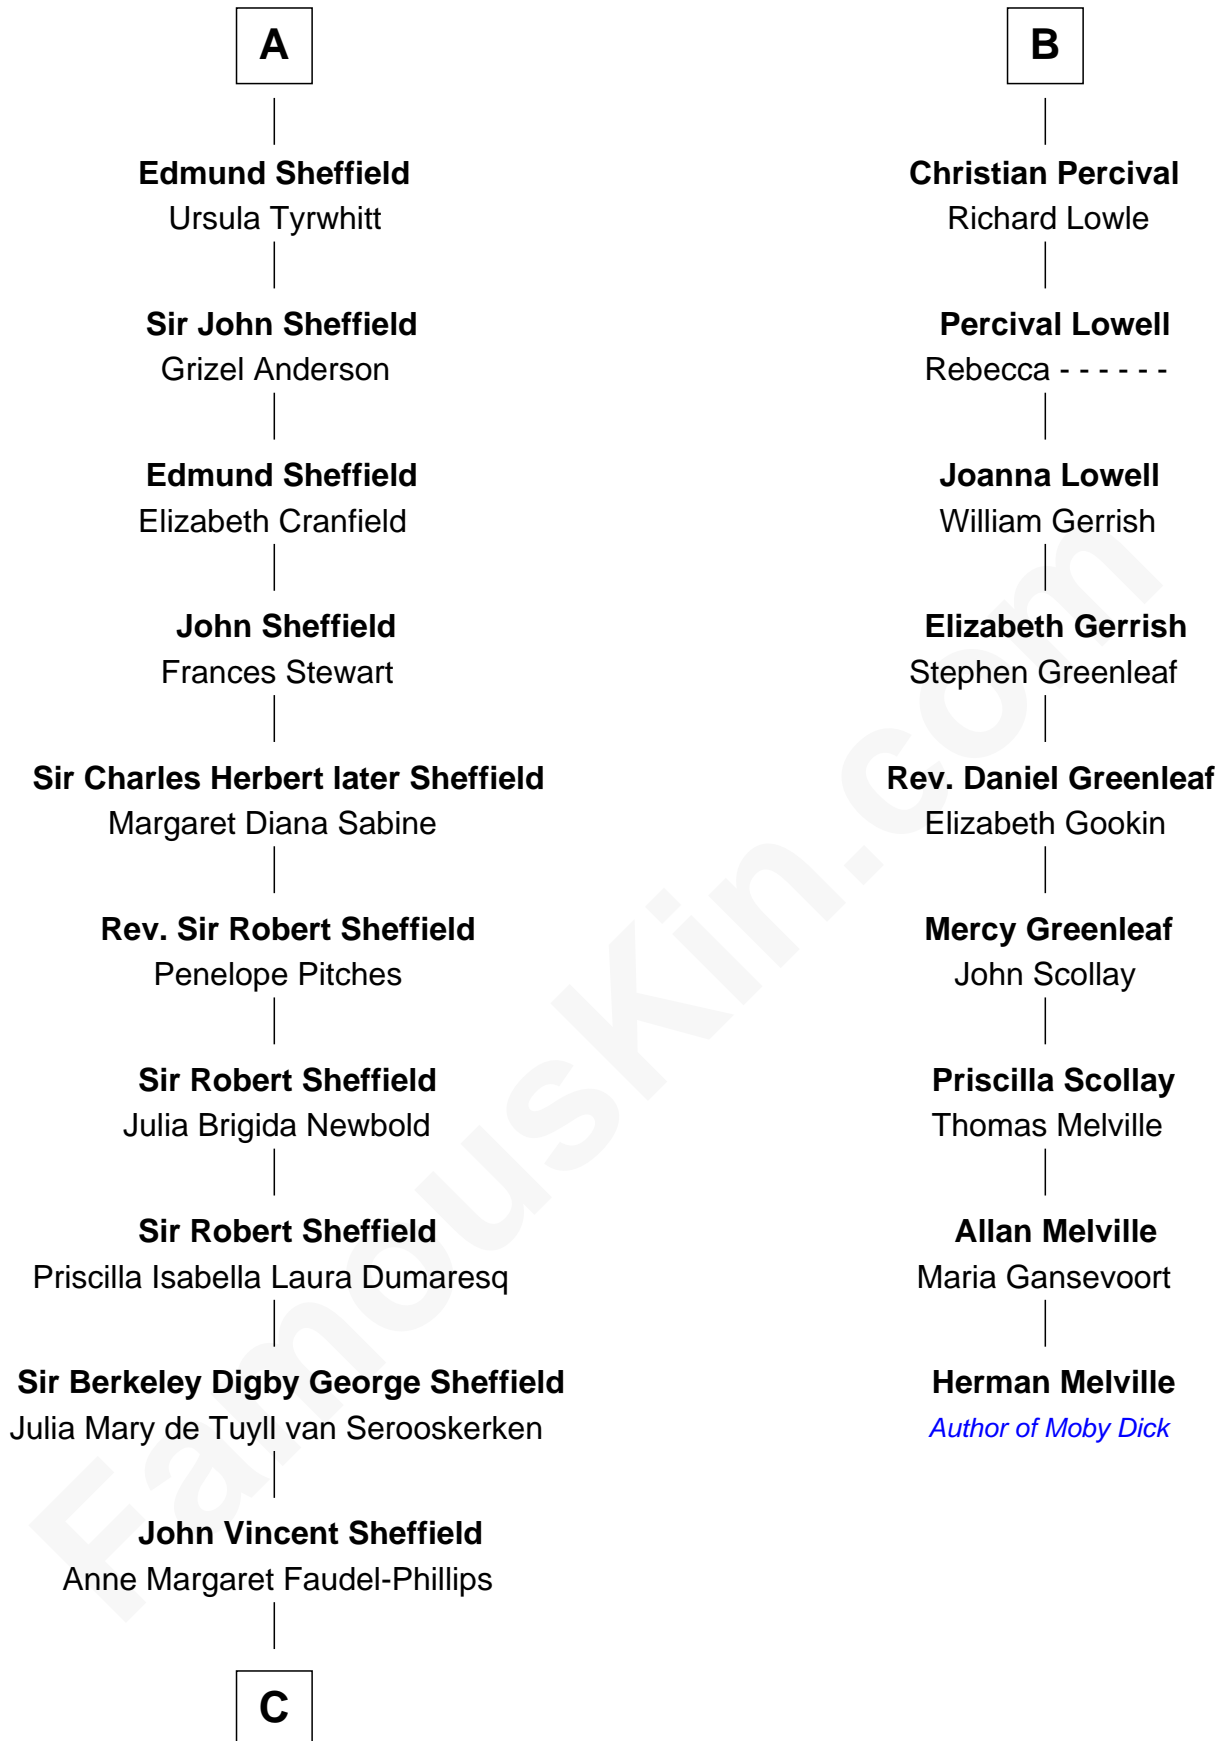 A
Edmund Sheffield
Ursula Tyrwhitt
Sir John Sheffield
Grizel Anderson
Edmund Sheffield
Elizabeth Cranfield
John Sheffield
Frances Stewart
Sir Charles Herbert later Sheffield
Margaret Diana Sabine
Rev. Sir Robert Sheffield
Penelope Pitches
Sir Robert Sheffield
Julia Brigida Newbold
Sir Robert Sheffield
Priscilla Isabella Laura Dumaresq
Sir Berkeley Digby George Sheffield
Julia Mary de Tuyll van Serooskerken
John Vincent Sheffield
Anne Margaret Faudel-Phillips
C
B
Christian Percival
Richard Lowle
Percival Lowell
Rebecca - - - - - -
Joanna Lowell
William Gerrish
Elizabeth Gerrish
Stephen Greenleaf
Rev. Daniel Greenleaf
Elizabeth Gookin
Mercy Greenleaf
John Scollay
Priscilla Scollay
Thomas Melville
Allan Melville
Maria Gansevoort
Herman Melville
Author of Moby Dick
FamousKin.com